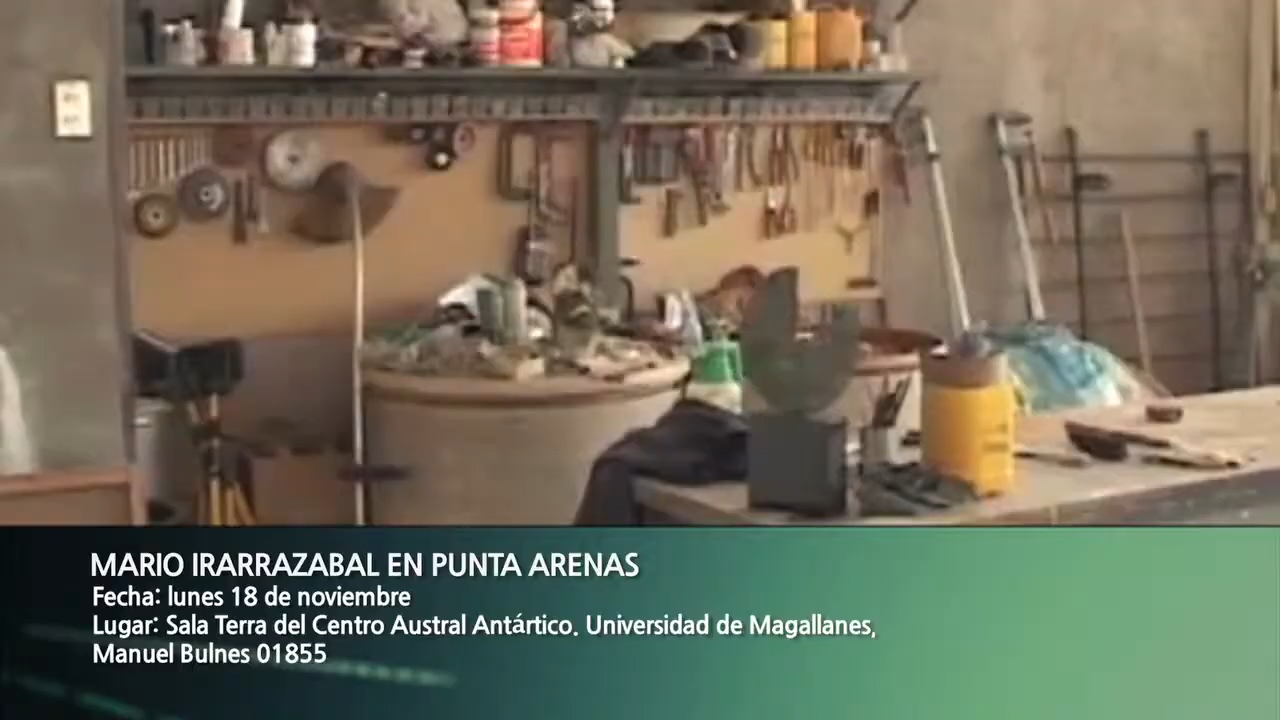 MARIO IRARRAZABAL EN PUNTA ARENAS
Fecha: lunes 18 de noviembre
Lugar: Sala Terra del Centro Austral Antártico. Universidad de Magallanes,
Manuel Bulnes 01855